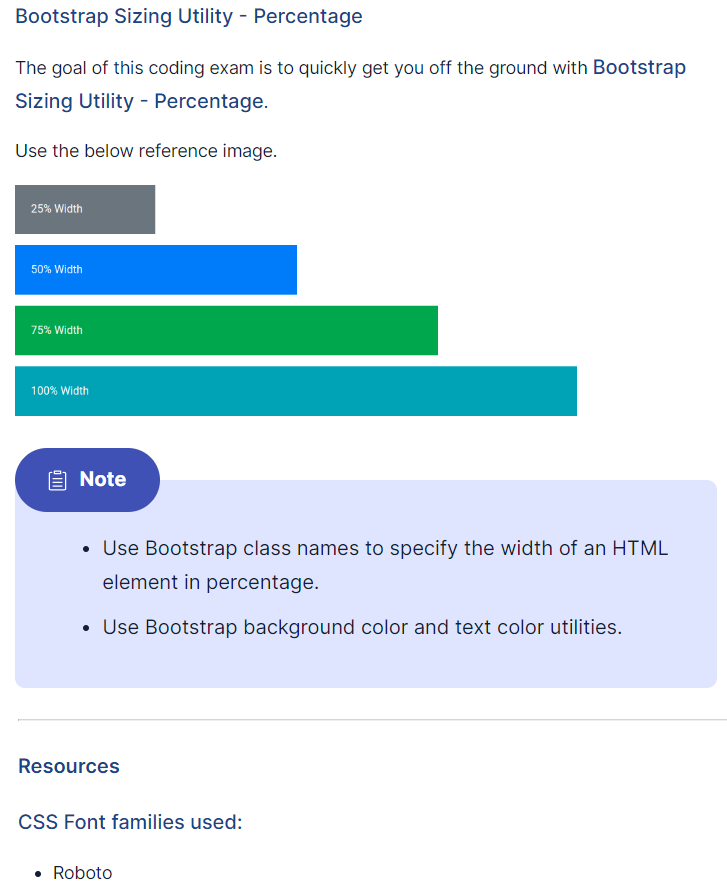 Bootstrap Sizing Utility - Percentage
The goal of this coding exam is to quickly get you off the ground with Bootstrap
Sizing Utility - Percentage.
Use the below reference image.
25% Width
50% Width
75% Width
100% Width
Note
• Use Bootstrap class names to specify the width of an HTML
element in percentage.
• Use Bootstrap background color and text color utilities.
Resources
CSS Font families used:
• Roboto